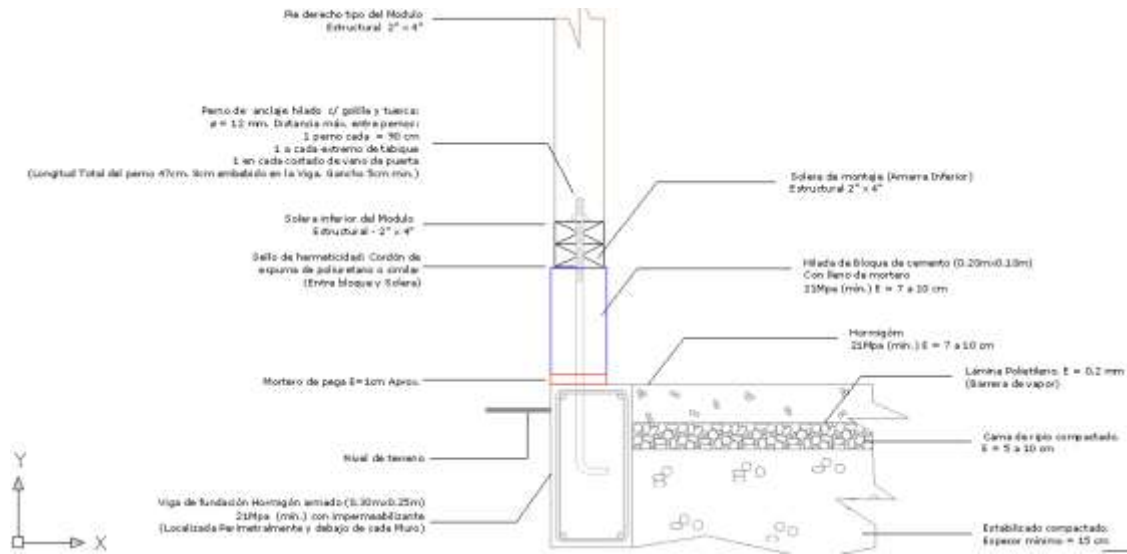 Pie derecho tipo del Modulo
Estructural 2" x 4"
Perno de anclaje hilado c/ golilla y tuerca:
ø = 12 mm. Distancia máx. entre pernos:
1 perno cada = 90 cm
1 a cada extremo de tabique
1 en cada costado de vano de puerta
(Longitud Total del perno 47cm. 8cm embebido en la Viga. Gancho 5cm min.)
Solera inferior del Modulo
Estructural - 2" x 4"
Sello de hermeticidad: Cordón de
espuma de poliuretano o similar
(Entre bloque y Solera)
Mortero de pega E=1cm Aprox.
Nivel de terreno
Viga de fundación Hormigón armado (0.30mx0.25m)
21Mpa (min.) con impermeabilizante
(Localizada Perimetralmente y debajo de cada Muro)
Solera de montaje (Amarra Inferior)
Estructural 2" x 4"
Hilada de Bloque de cemento (0.20mx0.10m)
Con lleno de mortero
21Mpa (min.) E = 7 a 10 cm
Hormigóm
21Mpa (min.) E = 7 a 10 cm
Lámina Polietileno. E = 0.2 mm
(Barrera de vapor)
Cama de ripio compactado.
E = 5 a 10 cm
Estabilizado compactado.
Espesor mínimo = 15 cm
Y
X